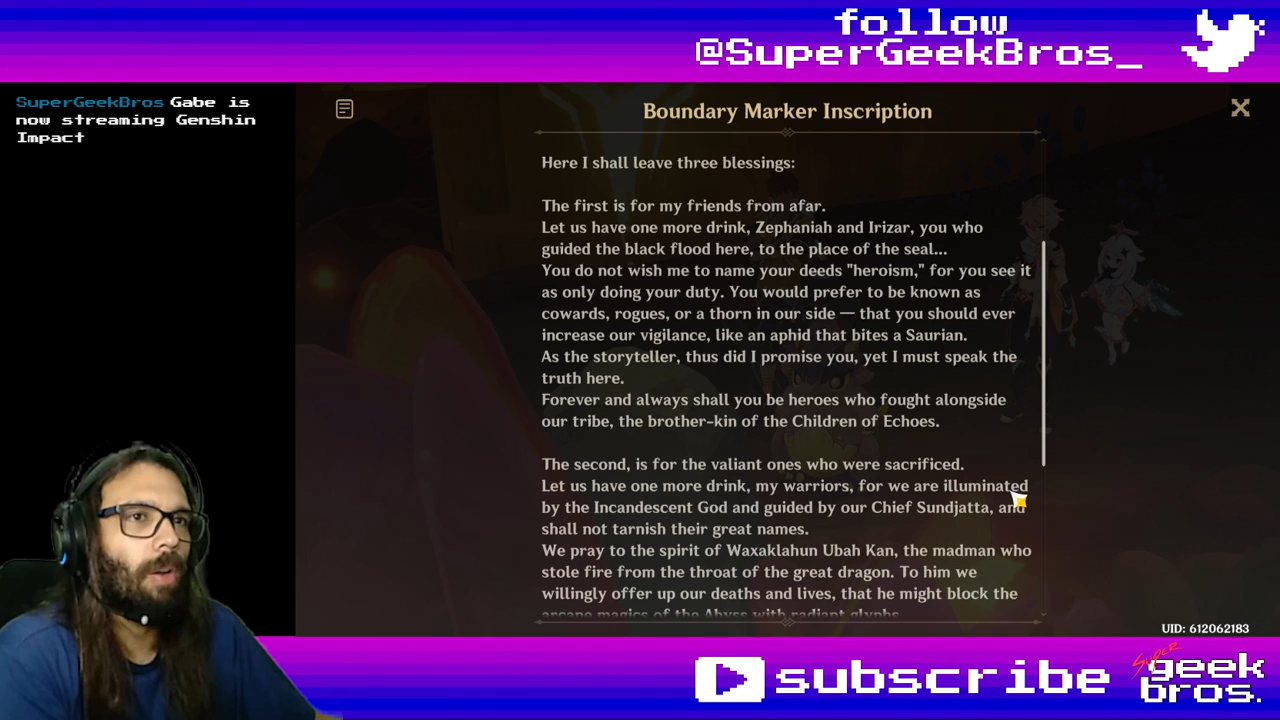 follow
@SuperGeekBros_
SuperGeekBros Gabe is
now streaming Genshin
Impact
Boundary Marker Inscription
Here I shall leave three blessings:
The first is for my friends from afar.
Let us have one more drink, Zephaniah and Irizar, you who
guided the black flood here, to the place of the seal...
You do not wish me to name your deeds "heroism," for you see it
as only doing your duty. You would prefer to be known as
cowards, rogues, or a thorn in our side — that you should ever
increase our vigilance, like an aphid that bites a Saurian.
As the storyteller, thus did I promise you, yet I must speak the
truth here.
Forever and always shall you be heroes who fought alongside
our tribe, the brother-kin of the Children of Echoes.
The second, is for the valiant ones who were sacrificed.
Let us have one more drink, my warriors, for we are illuminated
by the Incandescent God and guided by our Chief Sundjatta, and
shall not tarnish their great names.
We pray to the spirit of Waxaklahun Ubah Kan, the madman who
stole fire from the throat of the great dragon. To him we
willingly offer up our deaths and lives, that he might block the
arcane magics of the Abyss with radiant glyphs.
UID: 612062183
subscribe
Super
geek
bros.